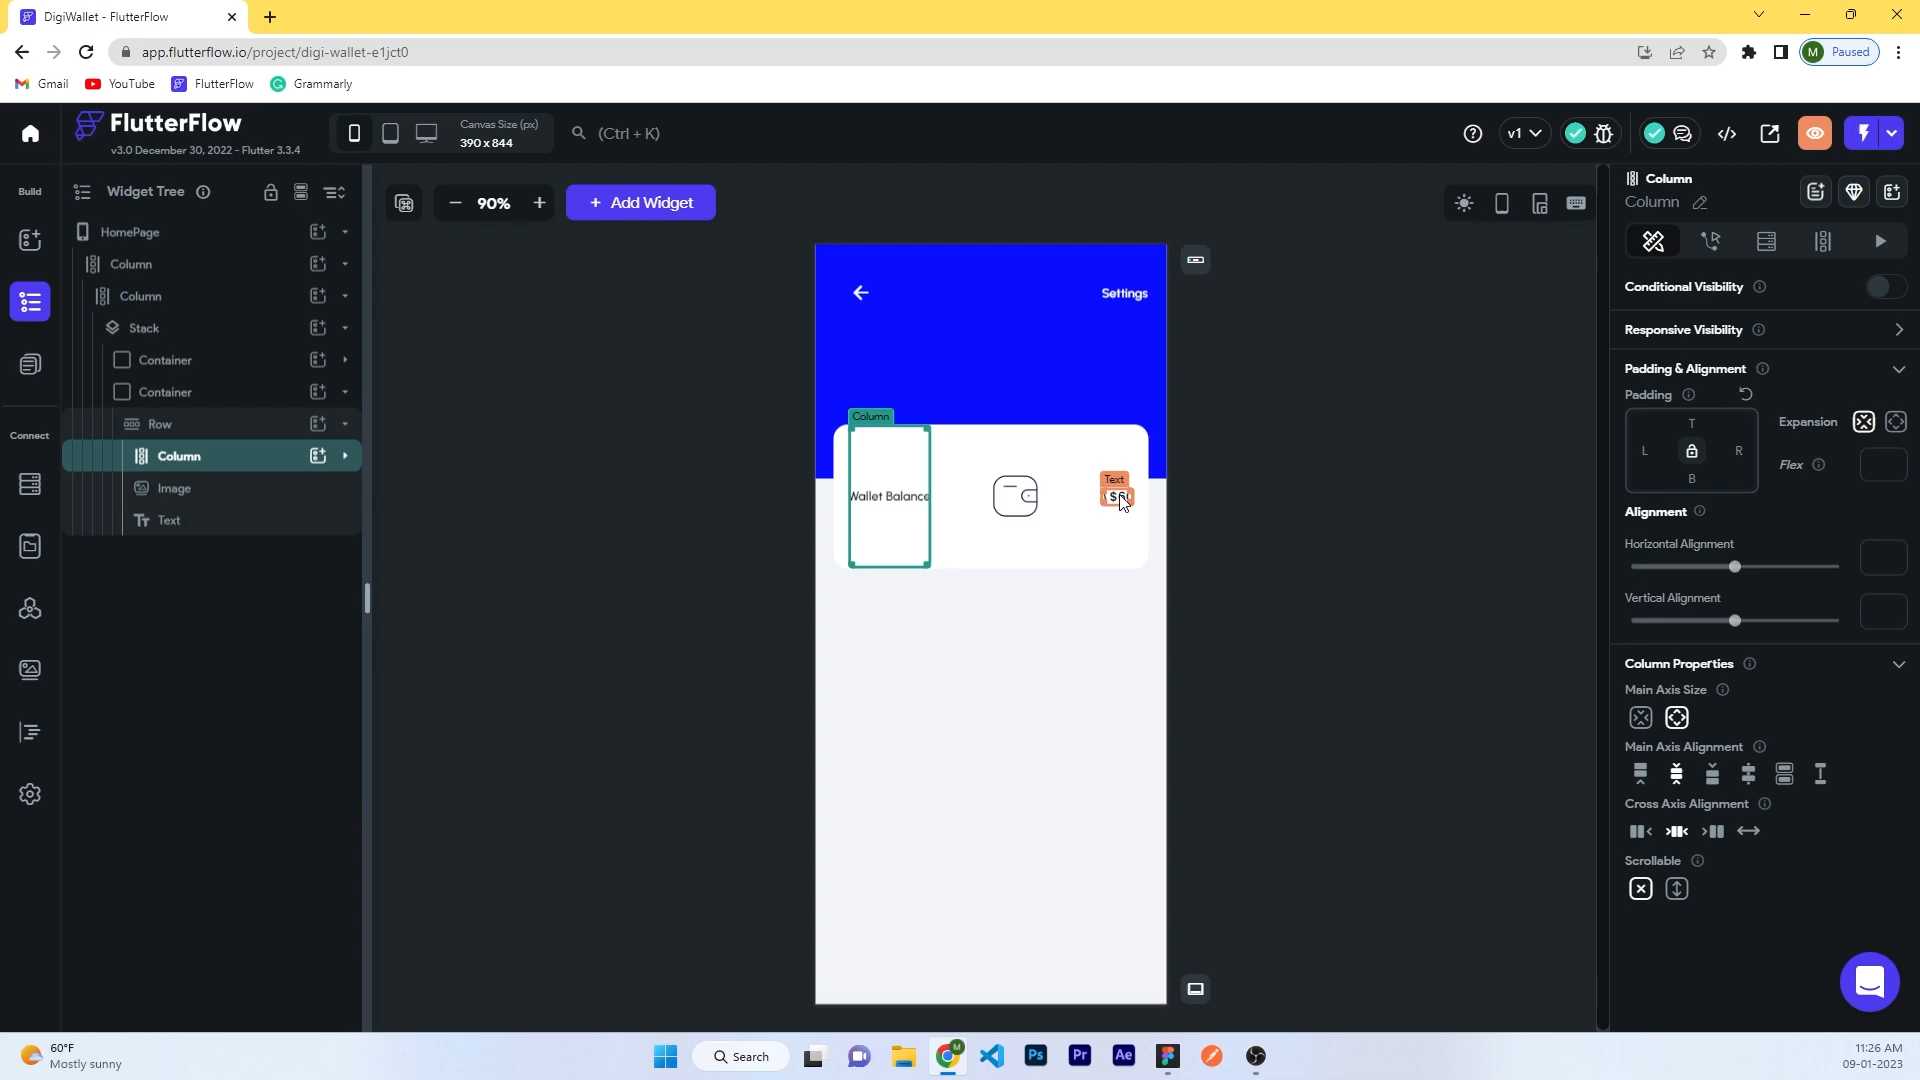 DigiWallet - FlutterFlow
app.flutterflow.io/project/digi-wallet-e1jct0
M
Paused
Gmail
YouTube
FlutterFlow
Grammarly
FlutterFlow
v3.0 December 30, 2022 - Flutter 3.3.4
Canvas Size (px)
390 x 844
(Ctrl + K)
v1
Build
Widget Tree
90%
+ Add Widget
Column
Column
HomePage
Column
Column
Stack
Container
Container
Row
Column
Image
Tт Text
Connect
Settings
Column
Wallet Balance
Text
Conditional Visibility
Responsive Visibility
Padding & Alignment
Padding
T
L
R
B
Expansion
Flex
Alignment
Horizontal Alignment
Vertical Alignment
Column Properties
Main Axis Size
Main Axis Alignment
Cross Axis Alignment
Scrollable
60°F
Mostly sunny
Search
M
Ps
Pr
Ae
11:26 AM
09-01-2023